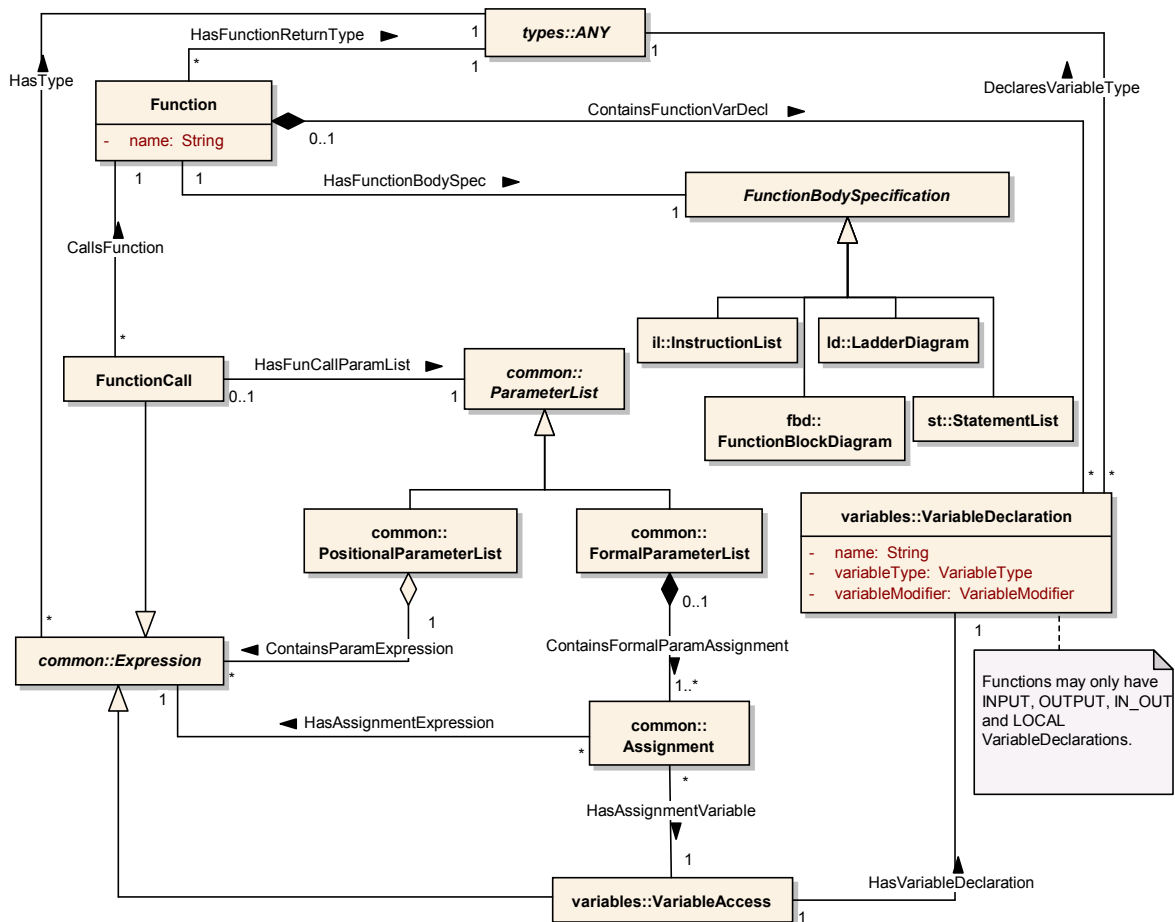 HasFunctionReturnType
1
types::ANY
*
1
1
HasType
DeclaresVariableType
Function
- name: String
ContainsFunctionVarDecl
0..1
1
1
HasFunctionBodySpec
FunctionBodySpecification
1
CallsFunction
*
il::InstructionList
ld::LadderDiagram
FunctionCall
HasFunCallParamList
0..1
1
common::
ParameterList
fbd::
FunctionBlockDiagram
st::StatementList
*
*
common::
PositionalParameterList
common::
FormalParameterList
variables::VariableDeclaration
- name: String
- variableType: VariableType
- variableModifier: VariableModifier
1
0..1
*
common::Expression
ContainsParamExpression
*
1
ContainsFormalParamAssignment
1..*
1
Functions may only have
INPUT, OUTPUT, IN_OUT
and LOCAL
VariableDeclarations.
HasAssignmentExpression
*
common::
Assignment
*
HasAssignmentVariable
1
variables::VariableAccess
HasVariableDeclaration
1